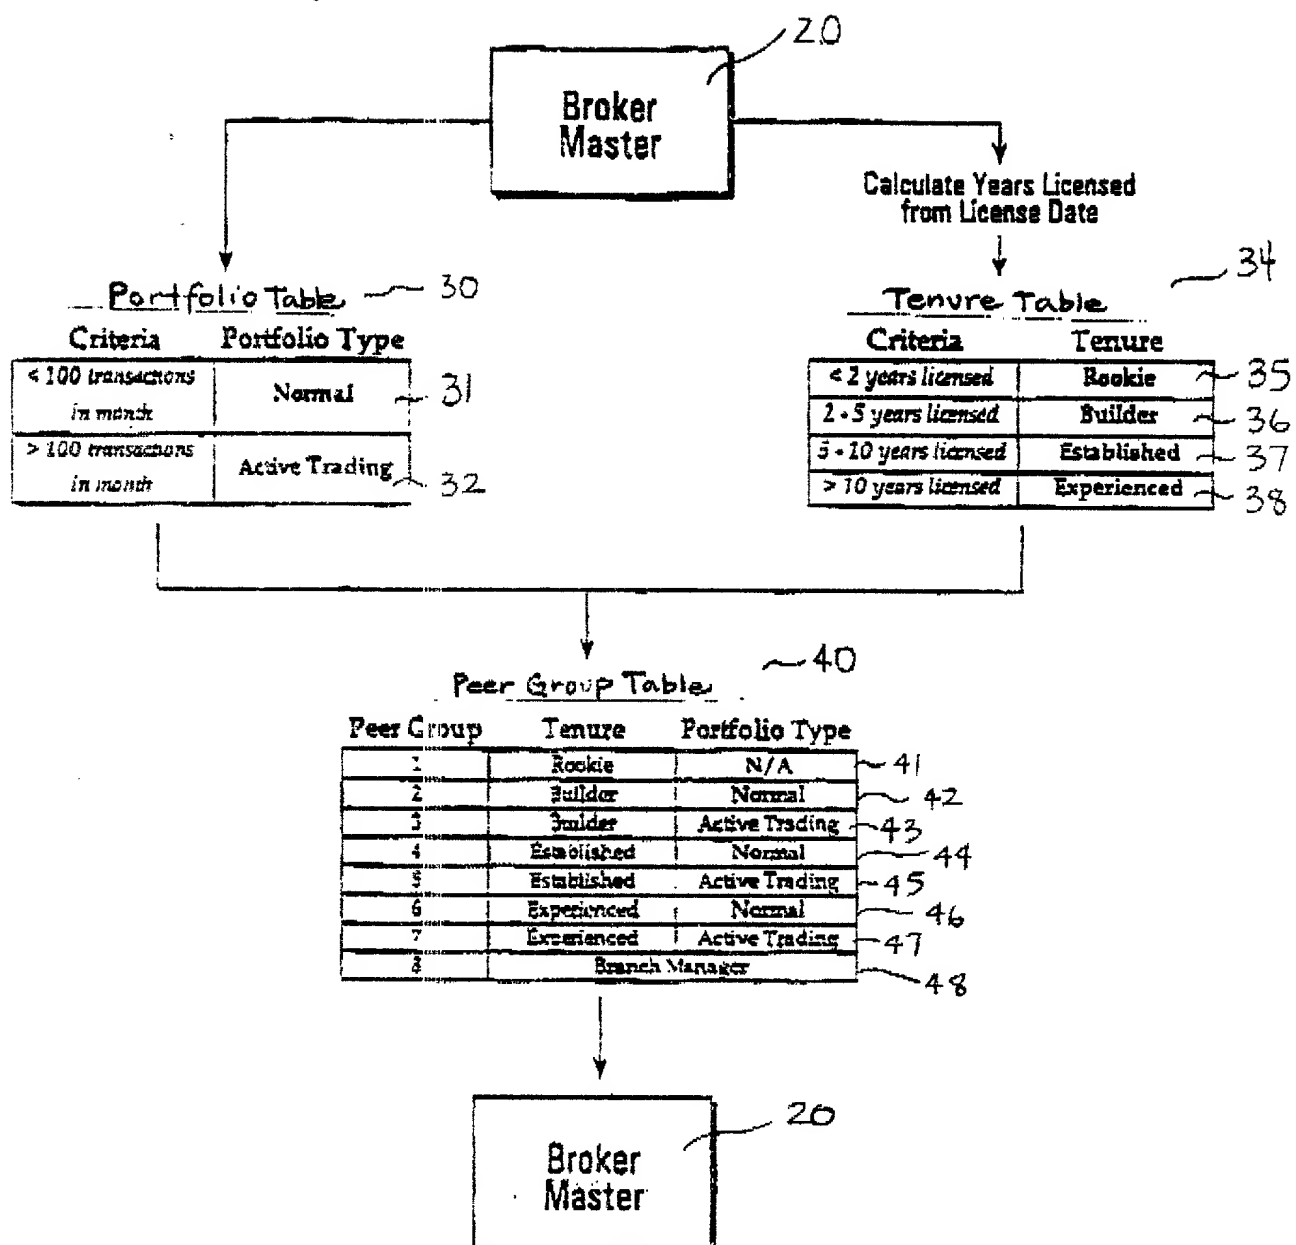 20
Broker
Master
Calculate Years Licensed
from License Date
Portfolio Table 30
Criteria Portfolio Type
< 100 transactions
in month
Normal 31
> 100 transactions
in month
Active Trading 32
Tenure Table 34
Criteria Tenure
< 2 years licensed Rookie 35
2 - 5 years licensed Builder 36
5 - 10 years licensed Established 37
> 10 years licensed Experienced 38
Peer Group Table 40
Peer Group Tenure Portfolio Type
1 Rookie N/A 41
2 Builder Normal 42
3 Builder Active Trading 43
4 Established Normal 44
5 Established Active Trading 45
6 Experienced Normal 46
7 Experienced Active Trading 47
8 Branch Manager 48
20
Broker
Master